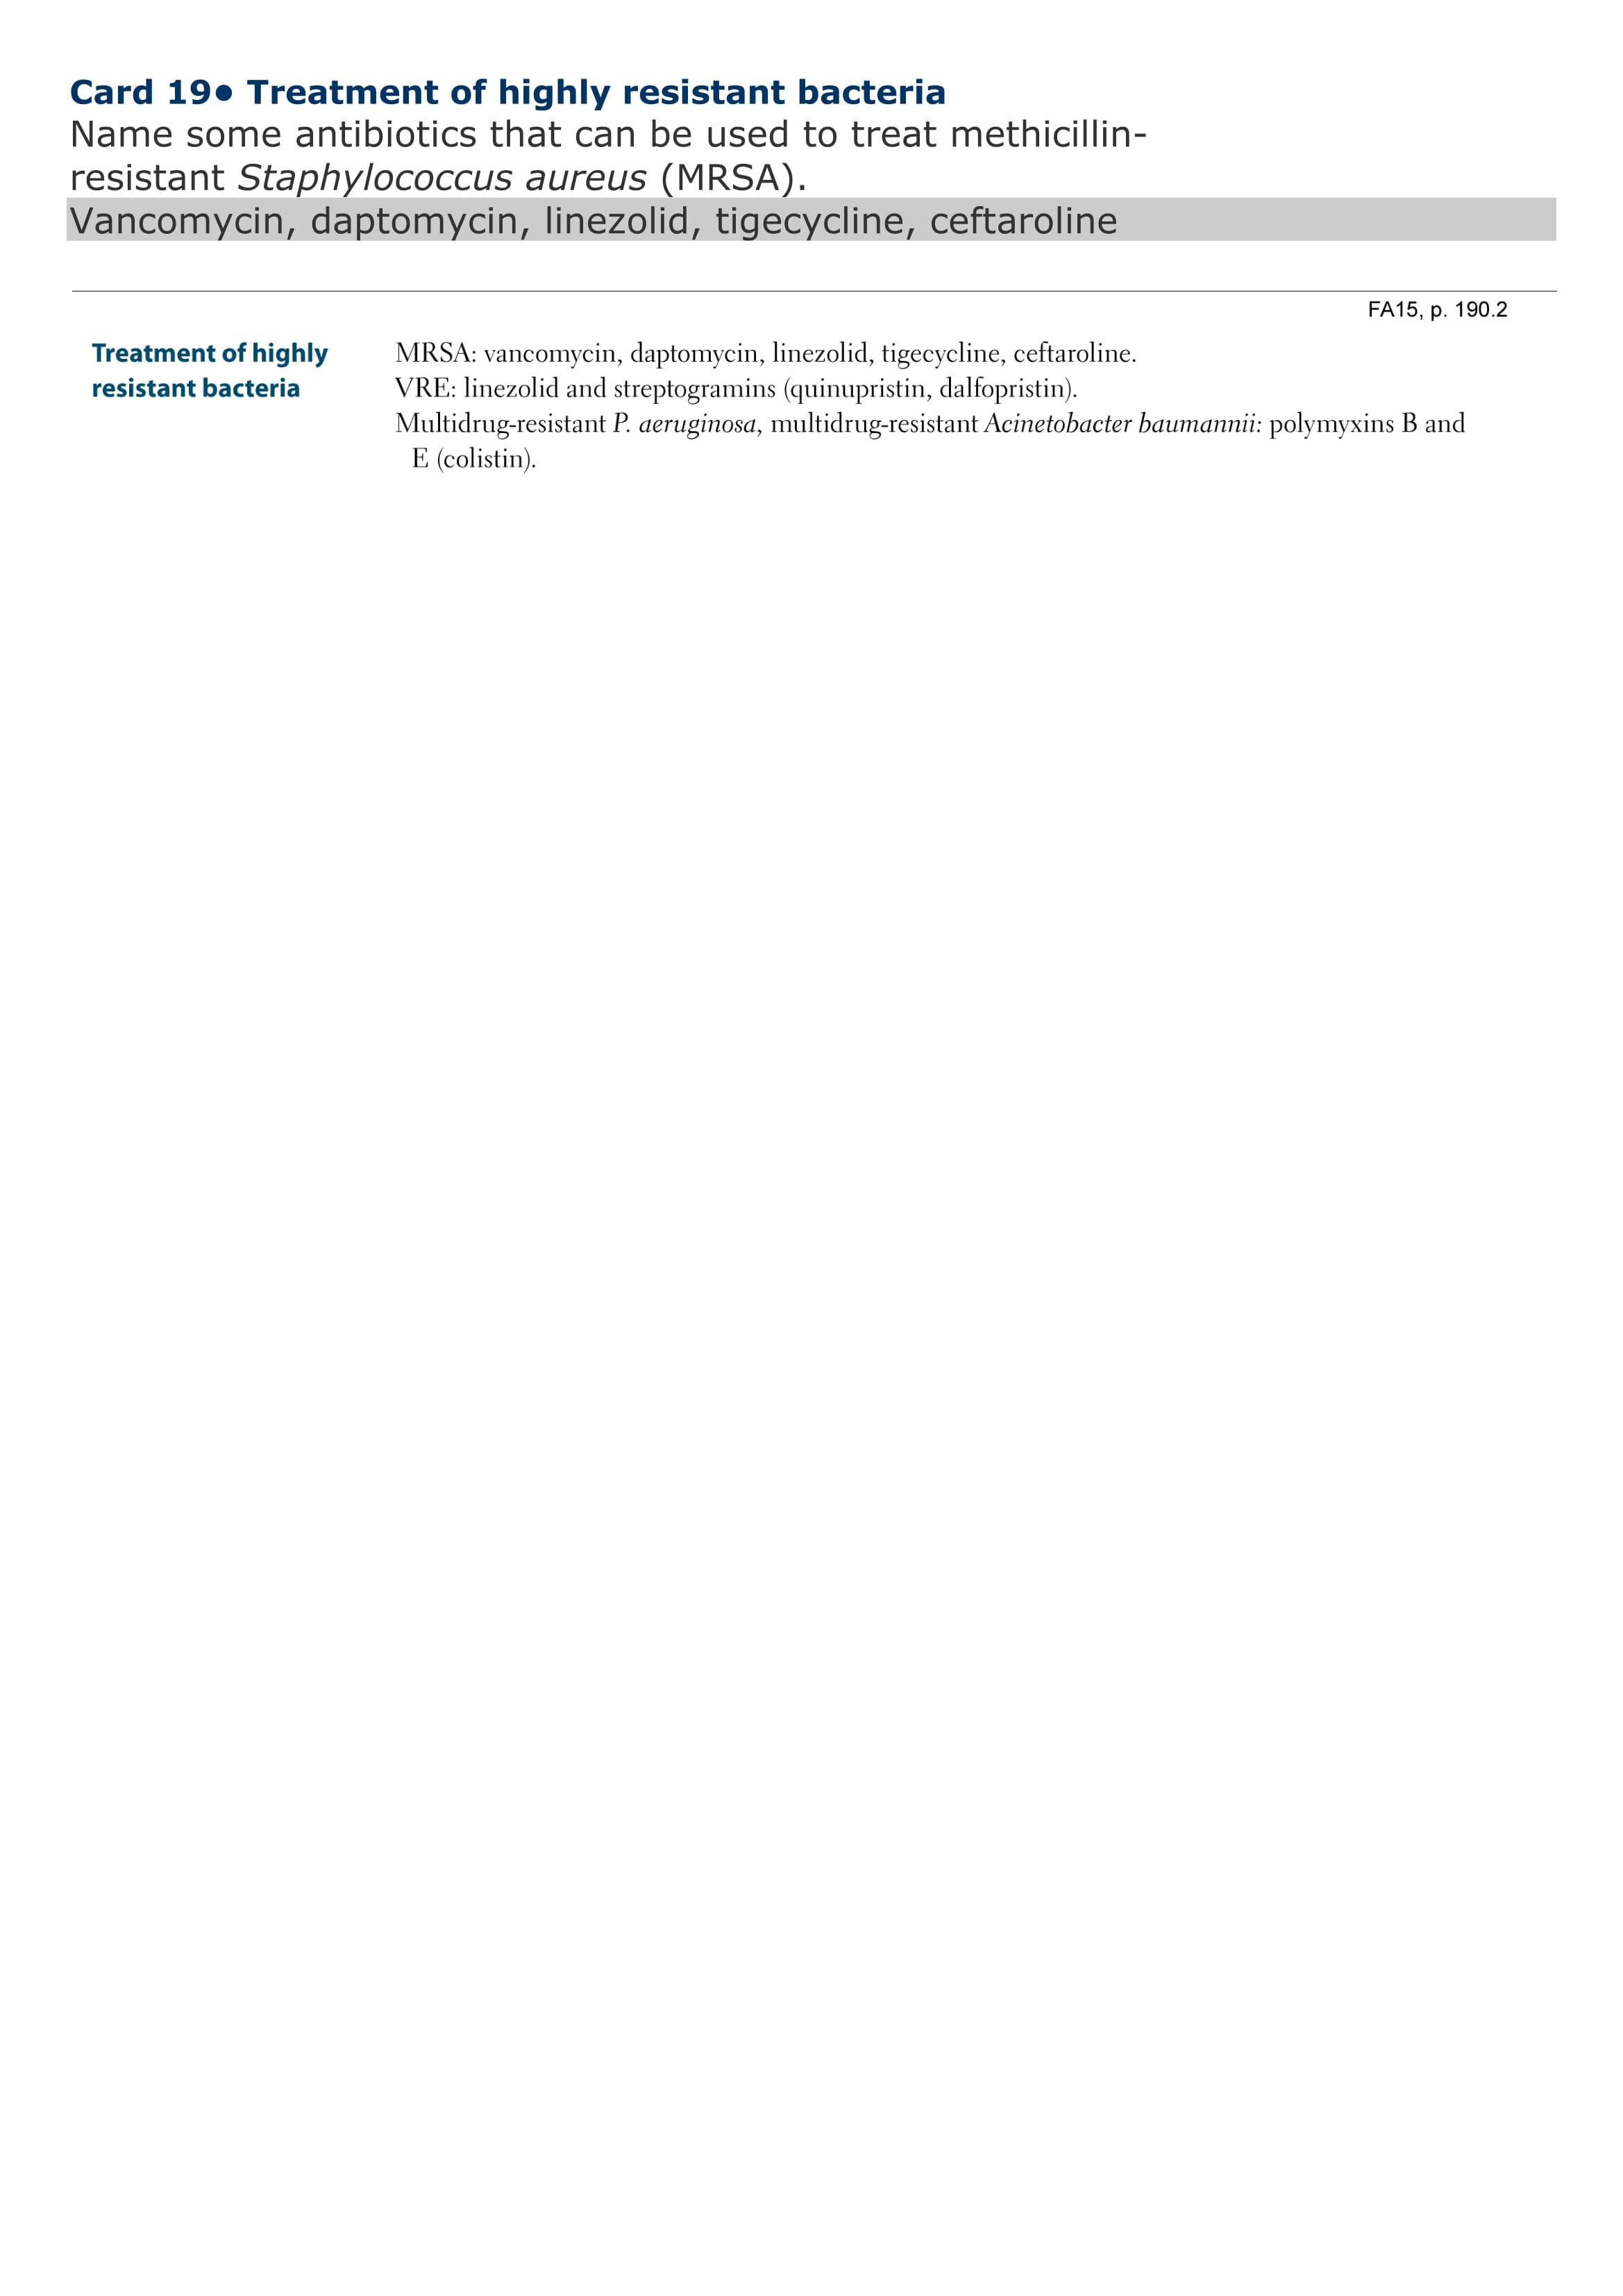 Card 19● Treatment of highly resistant bacteria
Name some antibiotics that can be used to treat methicillin-
resistant Staphylococcus aureus (MRSA).
Vancomycin, daptomycin, linezolid, tigecycline, ceftaroline
FA15, p. 190.2
Treatment of highly
resistant bacteria
MRSA: vancomycin, daptomycin, linezolid, tigecycline, ceftaroline.
VRE: linezolid and streptogramins (quinupristin, dalfopristin).
Multidrug-resistant P. aeruginosa, multidrug-resistant Acinetobacter baumannii: polymyxins B and
E (colistin).